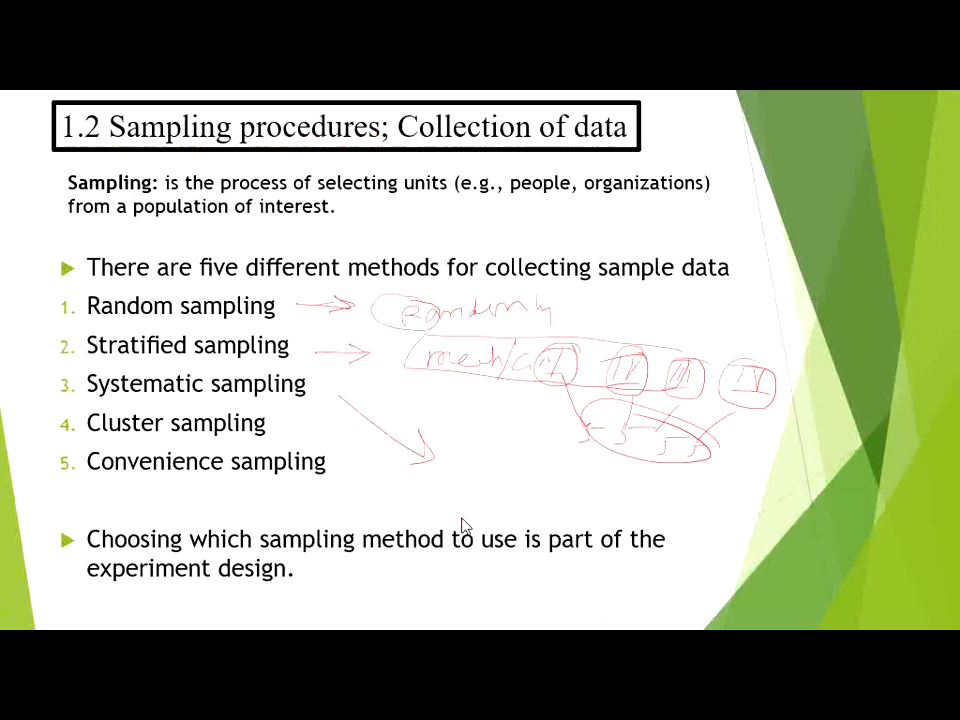 1.2 Sampling procedures; Collection of data
Sampling: is the process of selecting units (e.g., people, organizations)
from a population of interest.
There are five different methods for collecting sample data
1. Random sampling
Randomly
2. Stratified sampling
3. Systematic sampling
4. Cluster sampling
5. Convenience sampling
Choosing which sampling method to use is part of the
experiment design.